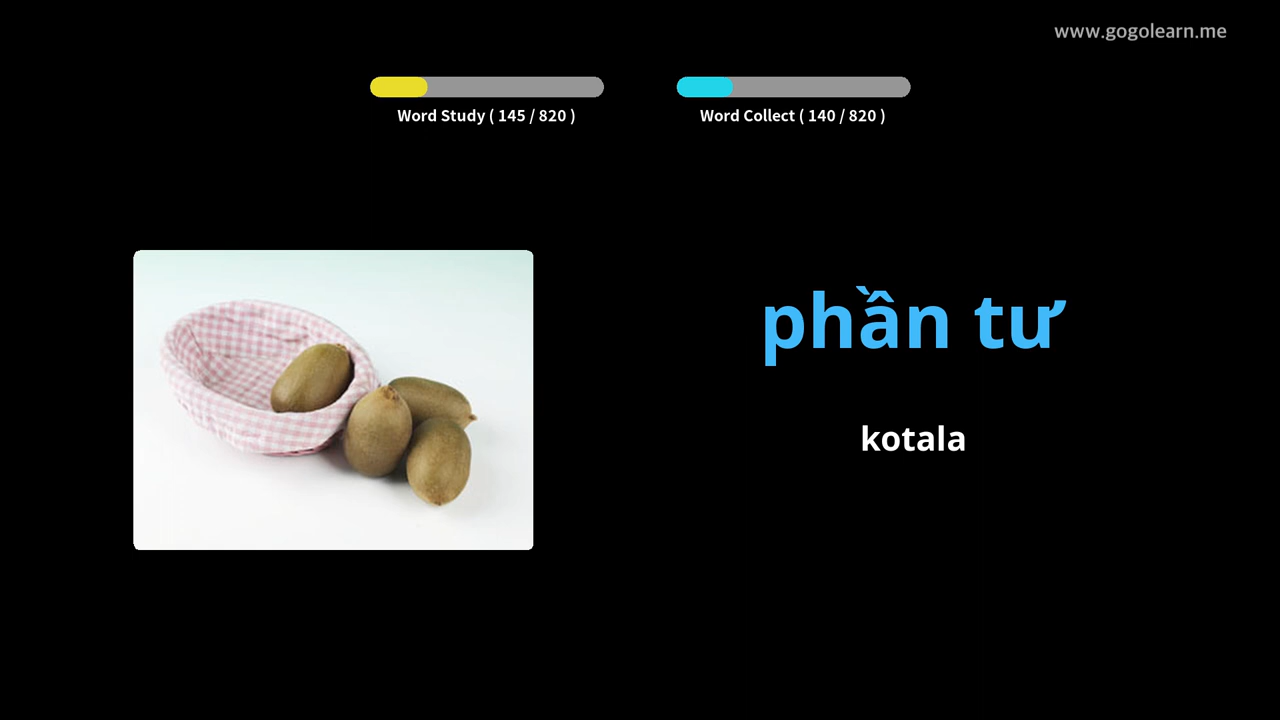 www.gogolearn.me
Word Study ( 145 / 820 )
Word Collect ( 140 / 820 )
phần tư
kotala